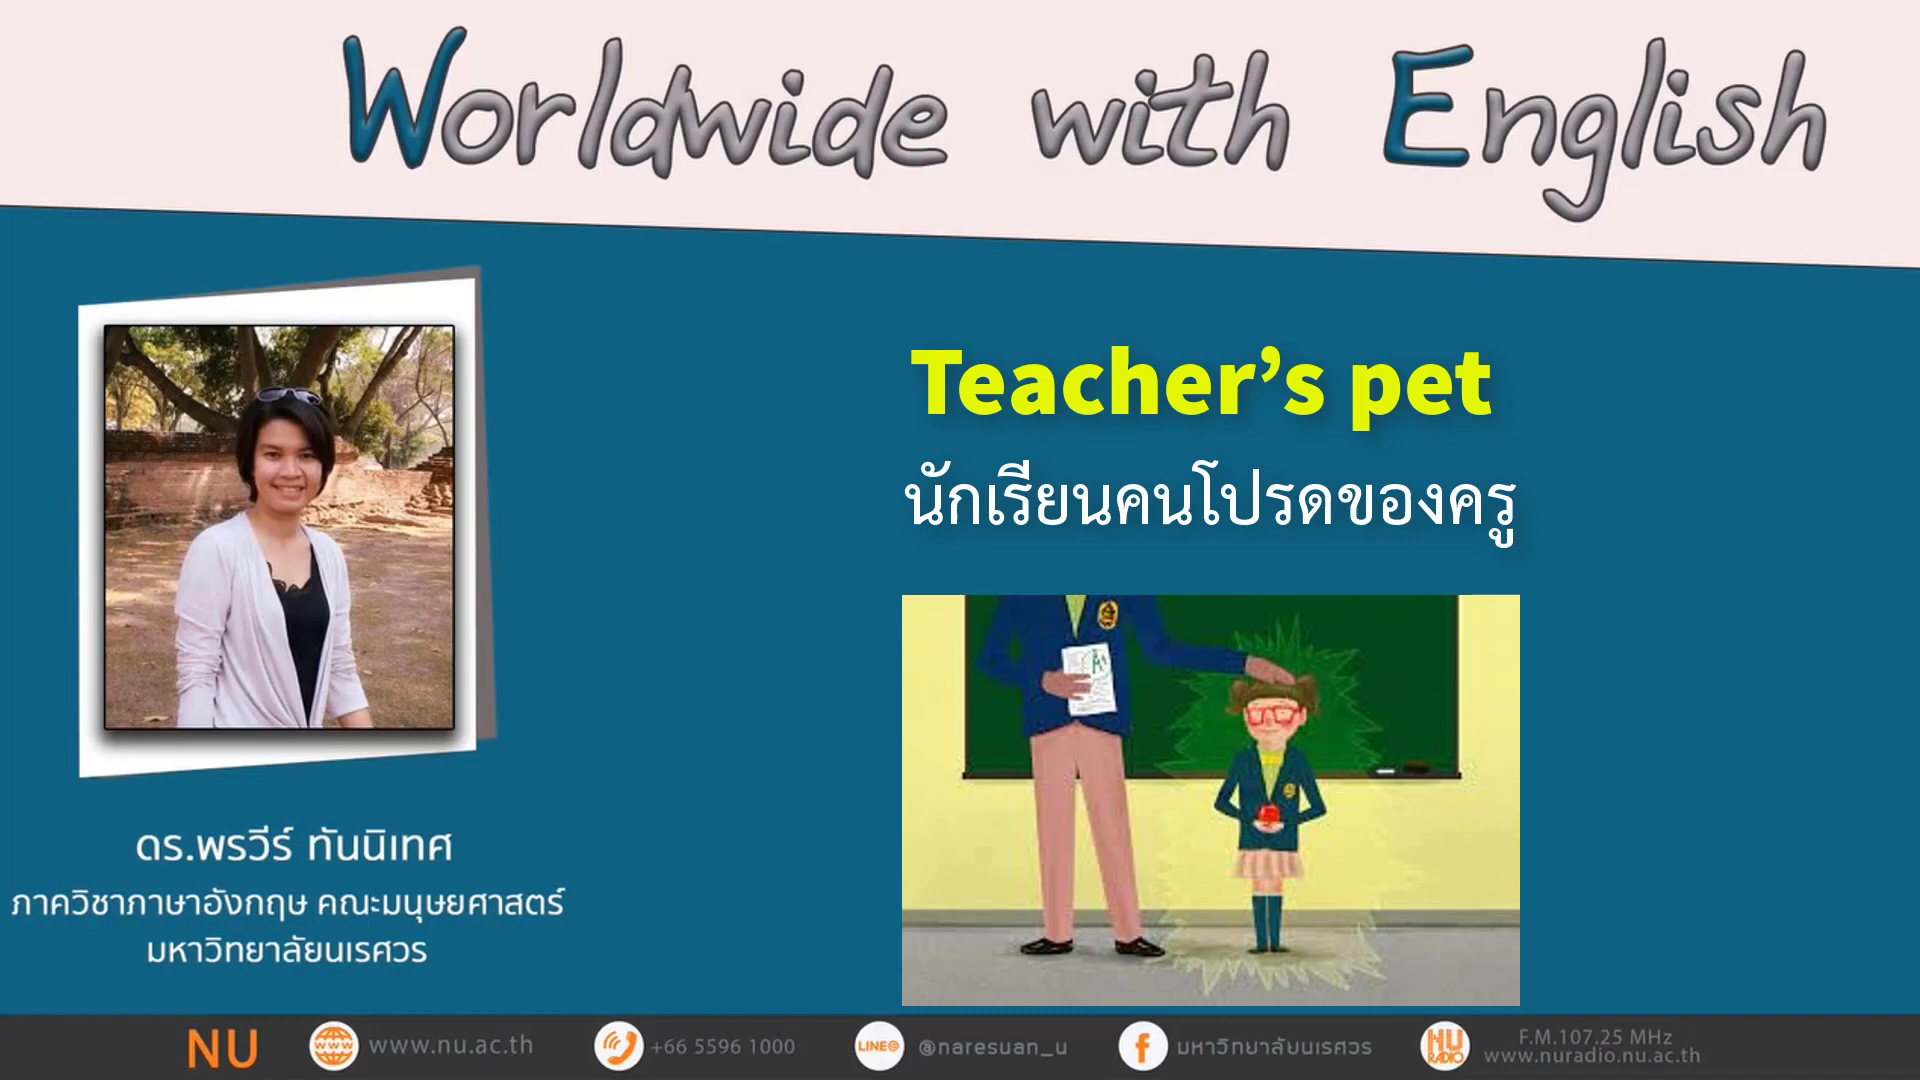 Worldwide with English
Teacher’s pet
นักเรียนคนโปรดของครู
A+
ดร.พรวีร์ ทันนิเทศ
ภาควิชาภาษาอังกฤษ คณะมนุษยศาสตร์
มหาวิทยาลัยนเรศวร
NU
www
www.nu.ac.th
+66 5596 1000
LINE@
@naresuan_u
f
มหาวิทยาลัยนเรศวร
NU
RADIO
F.M.107.25 MHz
www.nuradio.nu.ac.th